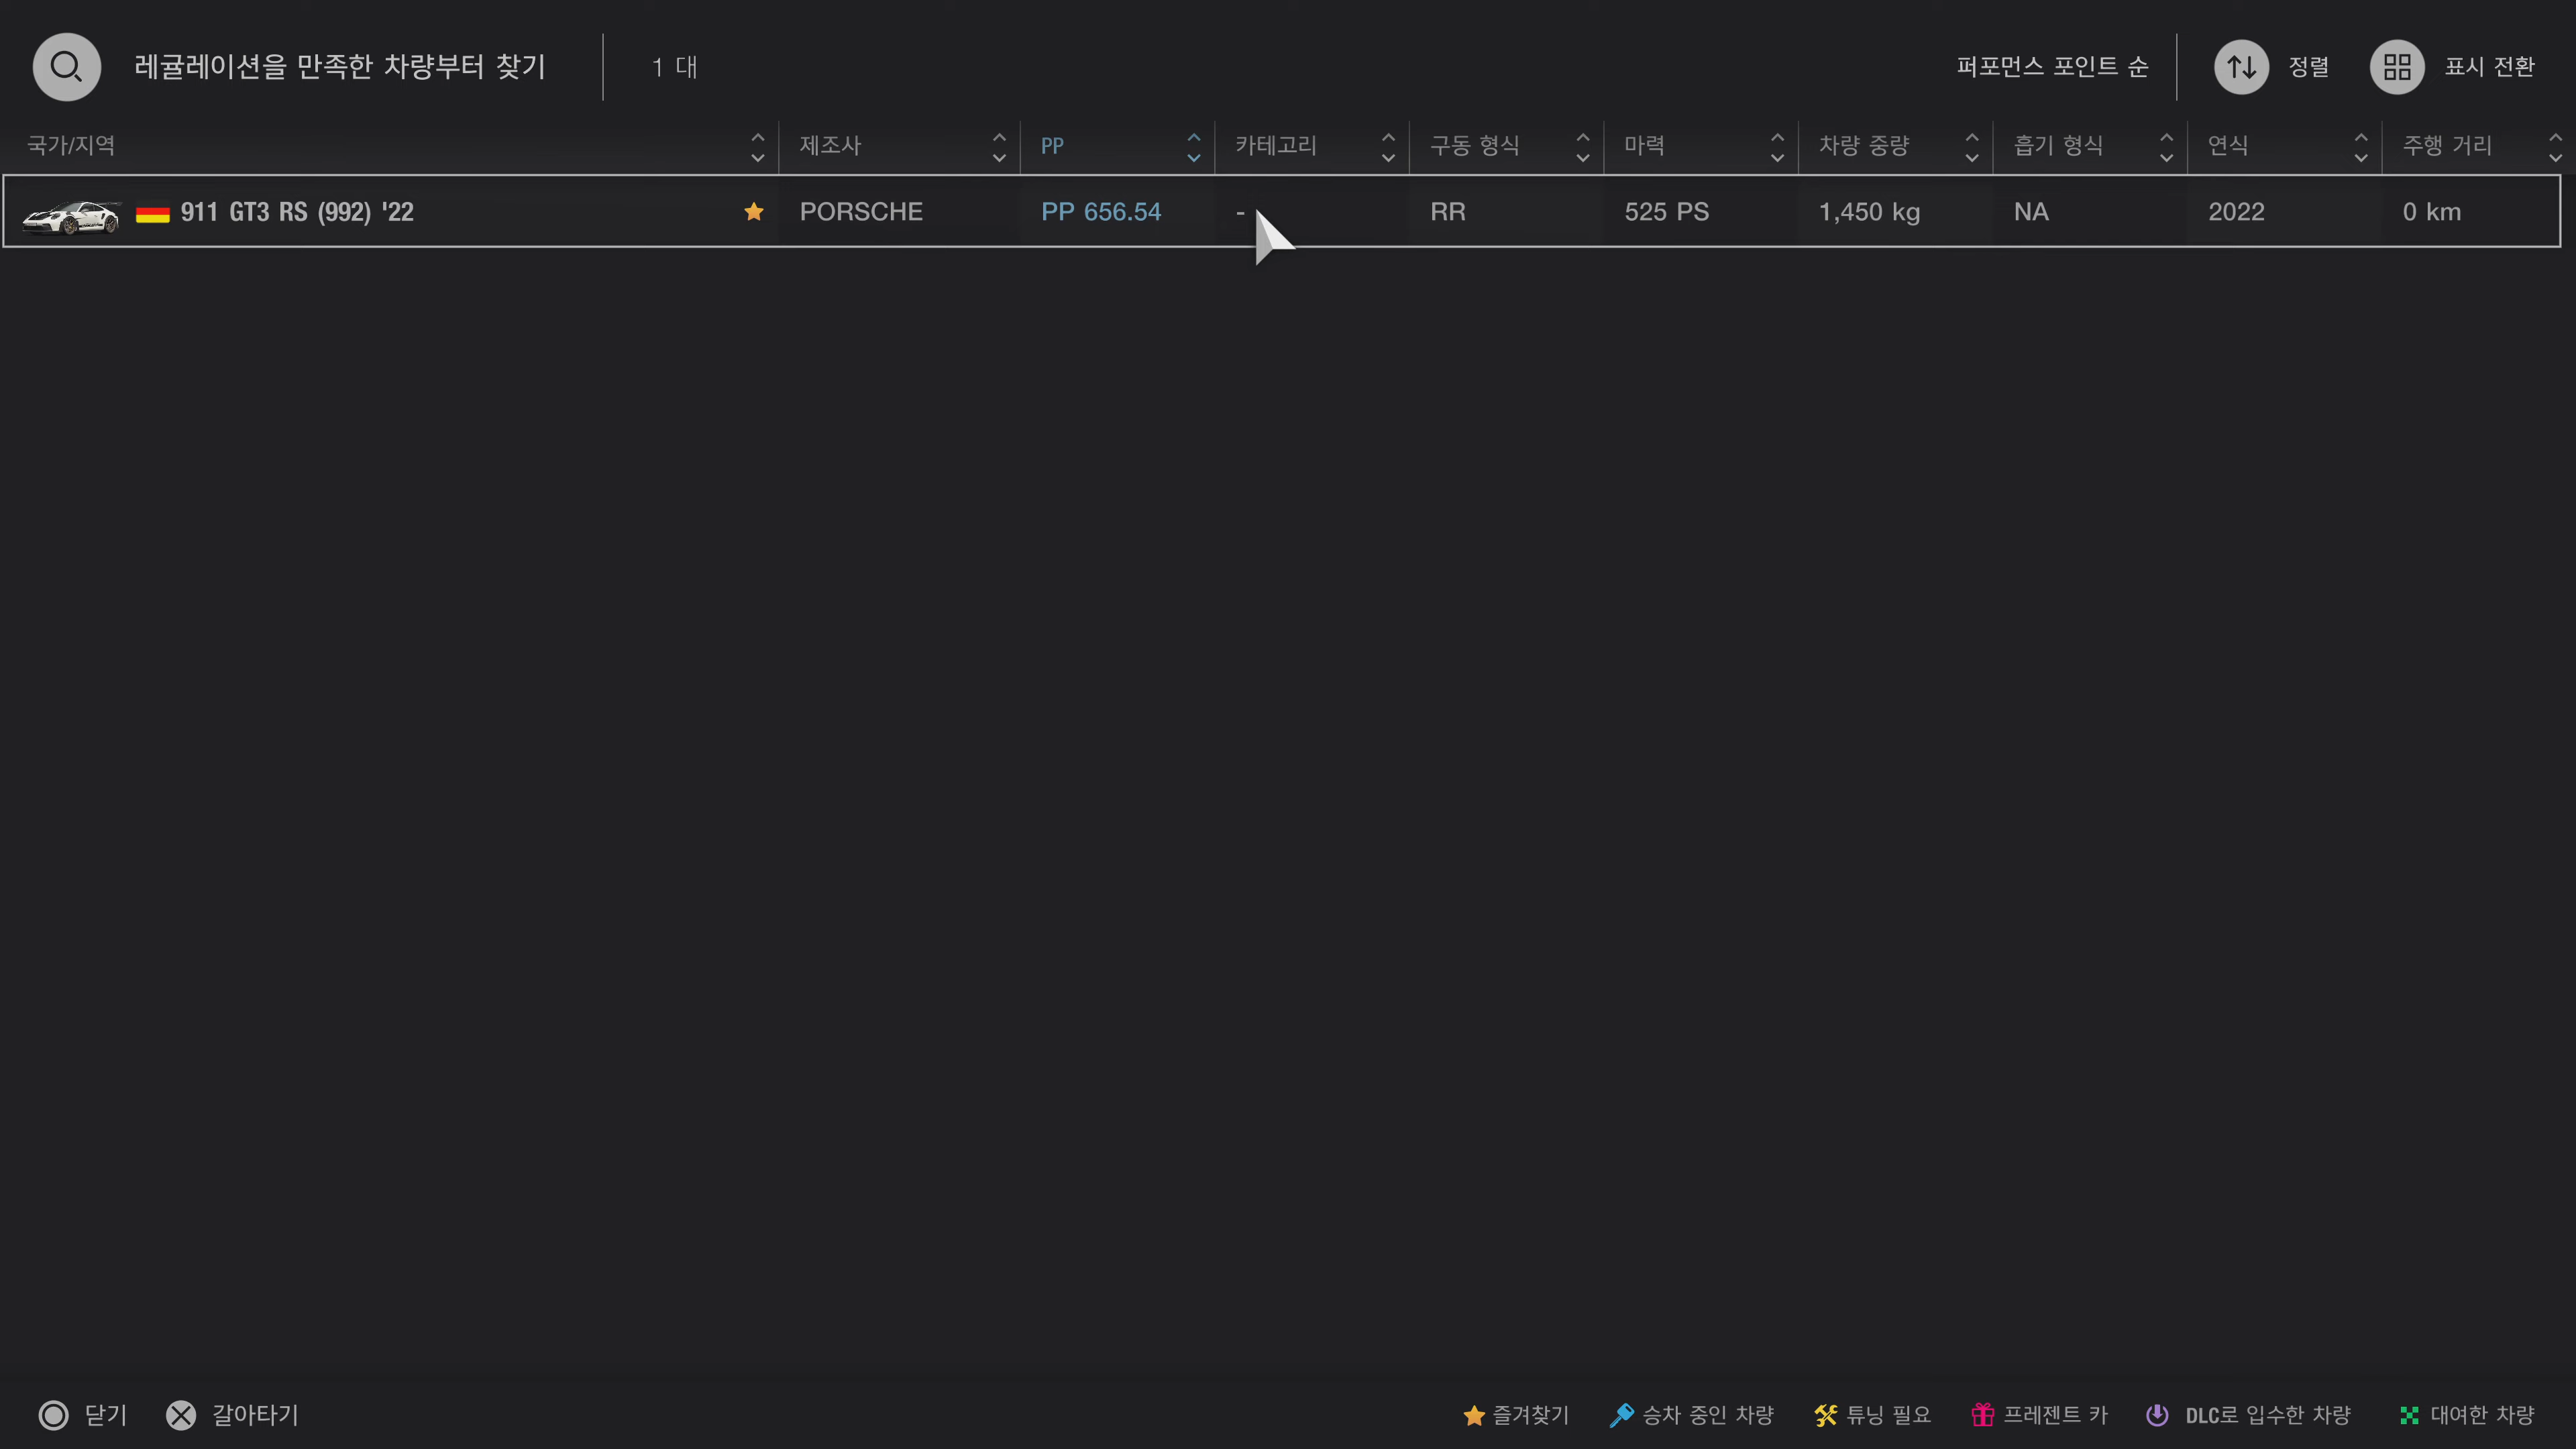 레귤레이션을 만족한 차량부터 찾기 1 대 퍼포먼스 포인트 순 정렬 표시 전환
국가/지역 제조사 PP 카테고리 구동 형식 마력 차량 중량 흡기 형식 연식 주행 거리
911 GT3 RS (992) '22 PORSCHE PP 656.54 - RR 525 PS 1,450 kg NA 2022 0 km
닫기 갈아타기 즐겨찾기 승차 중인 차량 튜닝 필요 프레젠트 카 DLC로 입수한 차량 대여한 차량